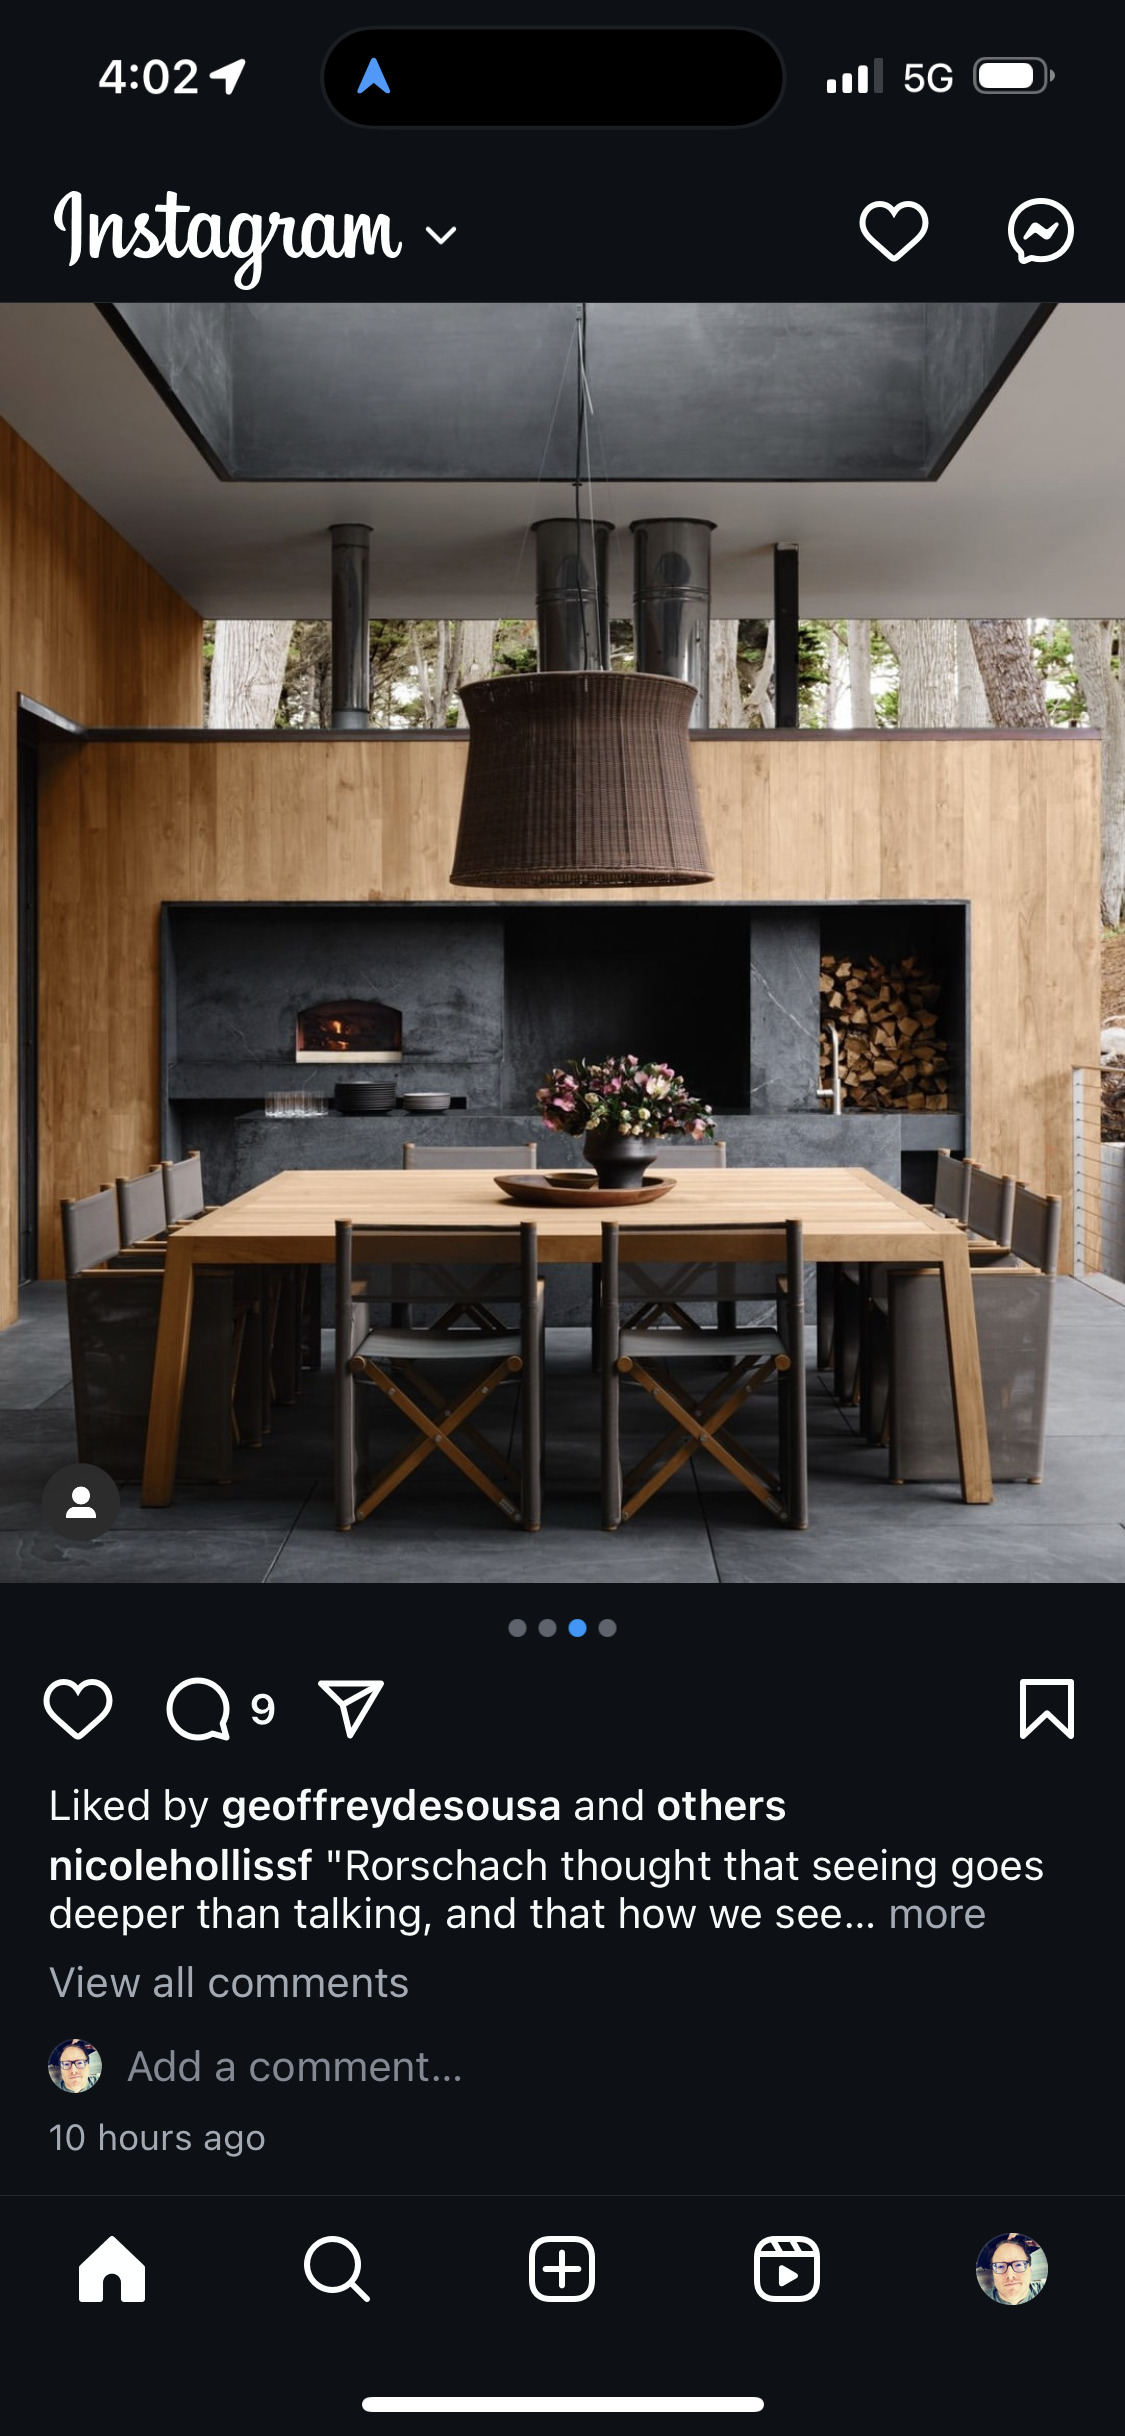 4:02
5G
Instagram
9
Liked by geoffreydesousa and others
nicolehollissf "Rorschach thought that seeing goes
deeper than talking, and that how we see... more
View all comments
Add a comment...
10 hours ago